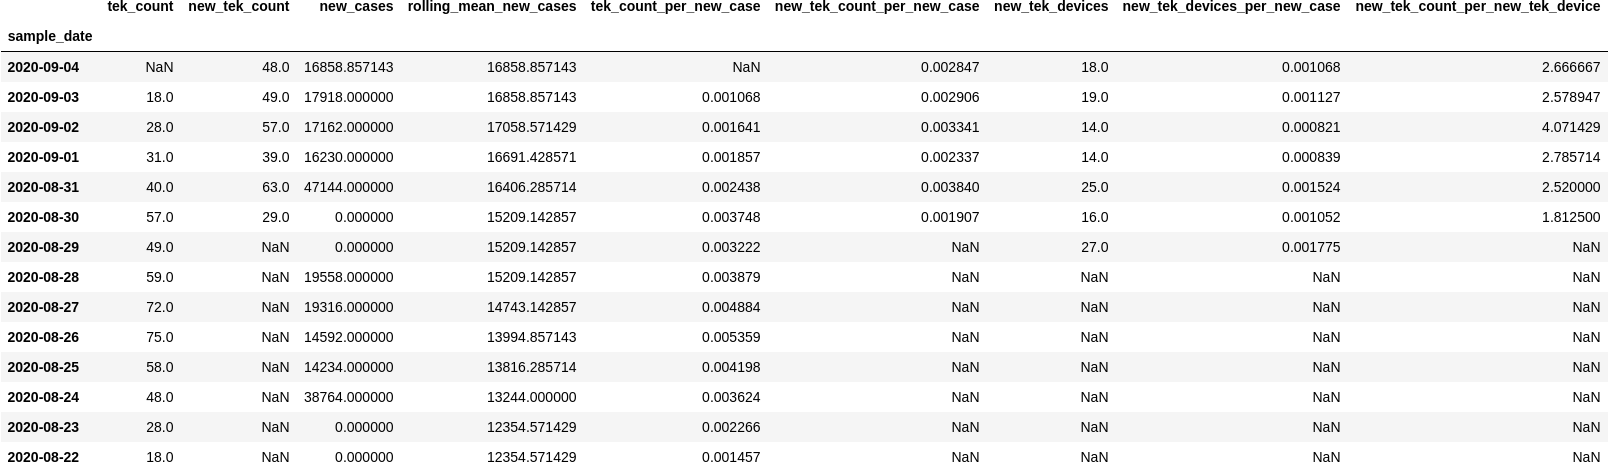 tek_count new_tek_count new_cases rolling_mean_new_cases tek_count_per_new_case new_tek_count_per_new_case new_tek_devices new_tek_devices_per_new_case new_tek_count_per_new_tek_device
sample_date
2020-09-04 NaN 48.0 16858.857143 16858.857143 NaN 0.002847 18.0 0.001068 2.666667
2020-09-03 18.0 49.0 17918.000000 16858.857143 0.001068 0.002906 19.0 0.001127 2.578947
2020-09-02 28.0 57.0 17162.000000 17058.571429 0.001641 0.003341 14.0 0.000821 4.071429
2020-09-01 31.0 39.0 16230.000000 16691.428571 0.001857 0.002337 14.0 0.000839 2.785714
2020-08-31 40.0 63.0 47144.000000 16406.285714 0.002438 0.003840 25.0 0.001524 2.520000
2020-08-30 57.0 29.0 0.000000 15209.142857 0.003748 0.001907 16.0 0.001052 1.812500
2020-08-29 49.0 NaN 0.000000 15209.142857 0.003222 NaN 27.0 0.001775 NaN
2020-08-28 59.0 NaN 19558.000000 15209.142857 0.003879 NaN NaN NaN NaN
2020-08-27 72.0 NaN 19316.000000 14743.142857 0.004884 NaN NaN NaN NaN
2020-08-26 75.0 NaN 14592.000000 13994.857143 0.005359 NaN NaN NaN NaN
2020-08-25 58.0 NaN 14234.000000 13816.285714 0.004198 NaN NaN NaN NaN
2020-08-24 48.0 NaN 38764.000000 13244.000000 0.003624 NaN NaN NaN NaN
2020-08-23 28.0 NaN 0.000000 12354.571429 0.002266 NaN NaN NaN NaN
2020-08-22 18.0 NaN 0.000000 12354.571429 0.001457 NaN NaN NaN NaN